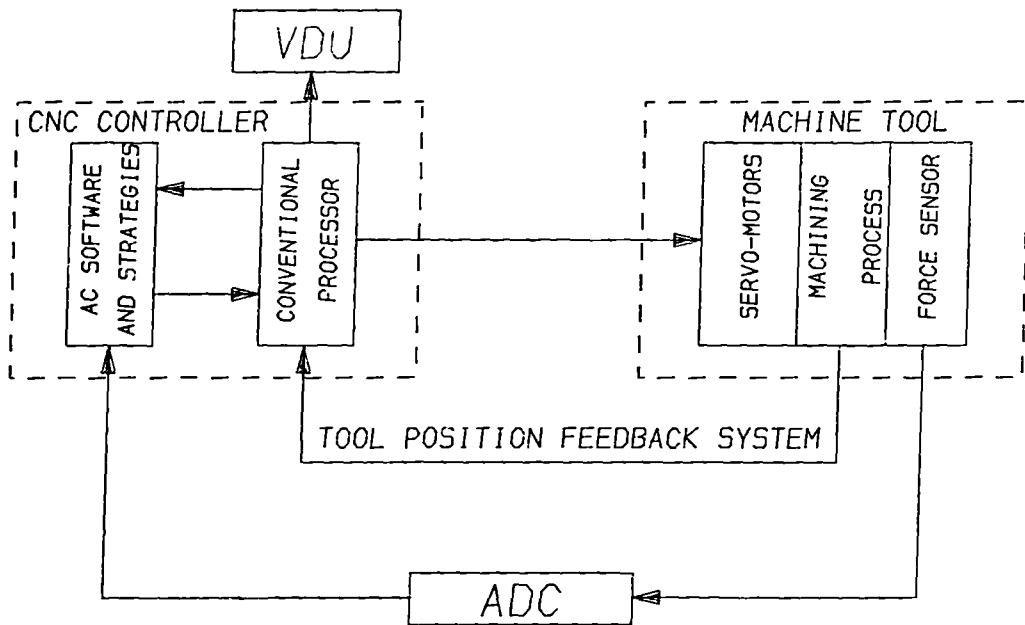 VDU
CNC CONTROLLER
AC SOFTWARE
AND STRATEGIES
CONVENTIONAL
PROCESSOR
MACHINE TOOL
SERVO-MOTORS
MACHINING
PROCESS
FORCE SENSOR
TOOL POSITION FEEDBACK SYSTEM
ADC